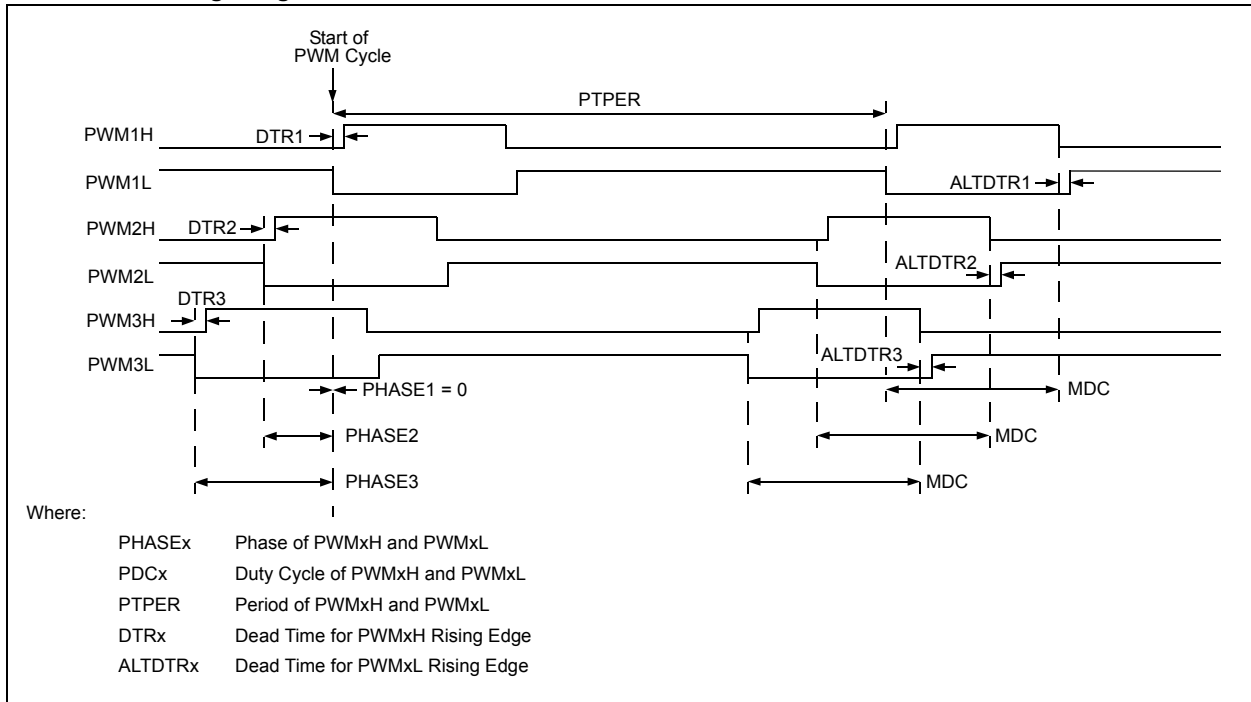 Start of
PWM Cycle
PTPER
PWM1H
DTR1
PWM1L
ALTDTR1
PWM2H
DTR2
PWM2L
ALTDTR2
DTR3
PWM3H
PWM3L
ALTDTR3
PHASE1 = 0
MDC
PHASE2
MDC
PHASE3
MDC
Where:
PHASEx Phase of PWMxH and PWMxL
PDCx Duty Cycle of PWMxH and PWMxL
PTPER Period of PWMxH and PWMxL
DTRx Dead Time for PWMxH Rising Edge
ALTDTRx Dead Time for PWMxL Rising Edge